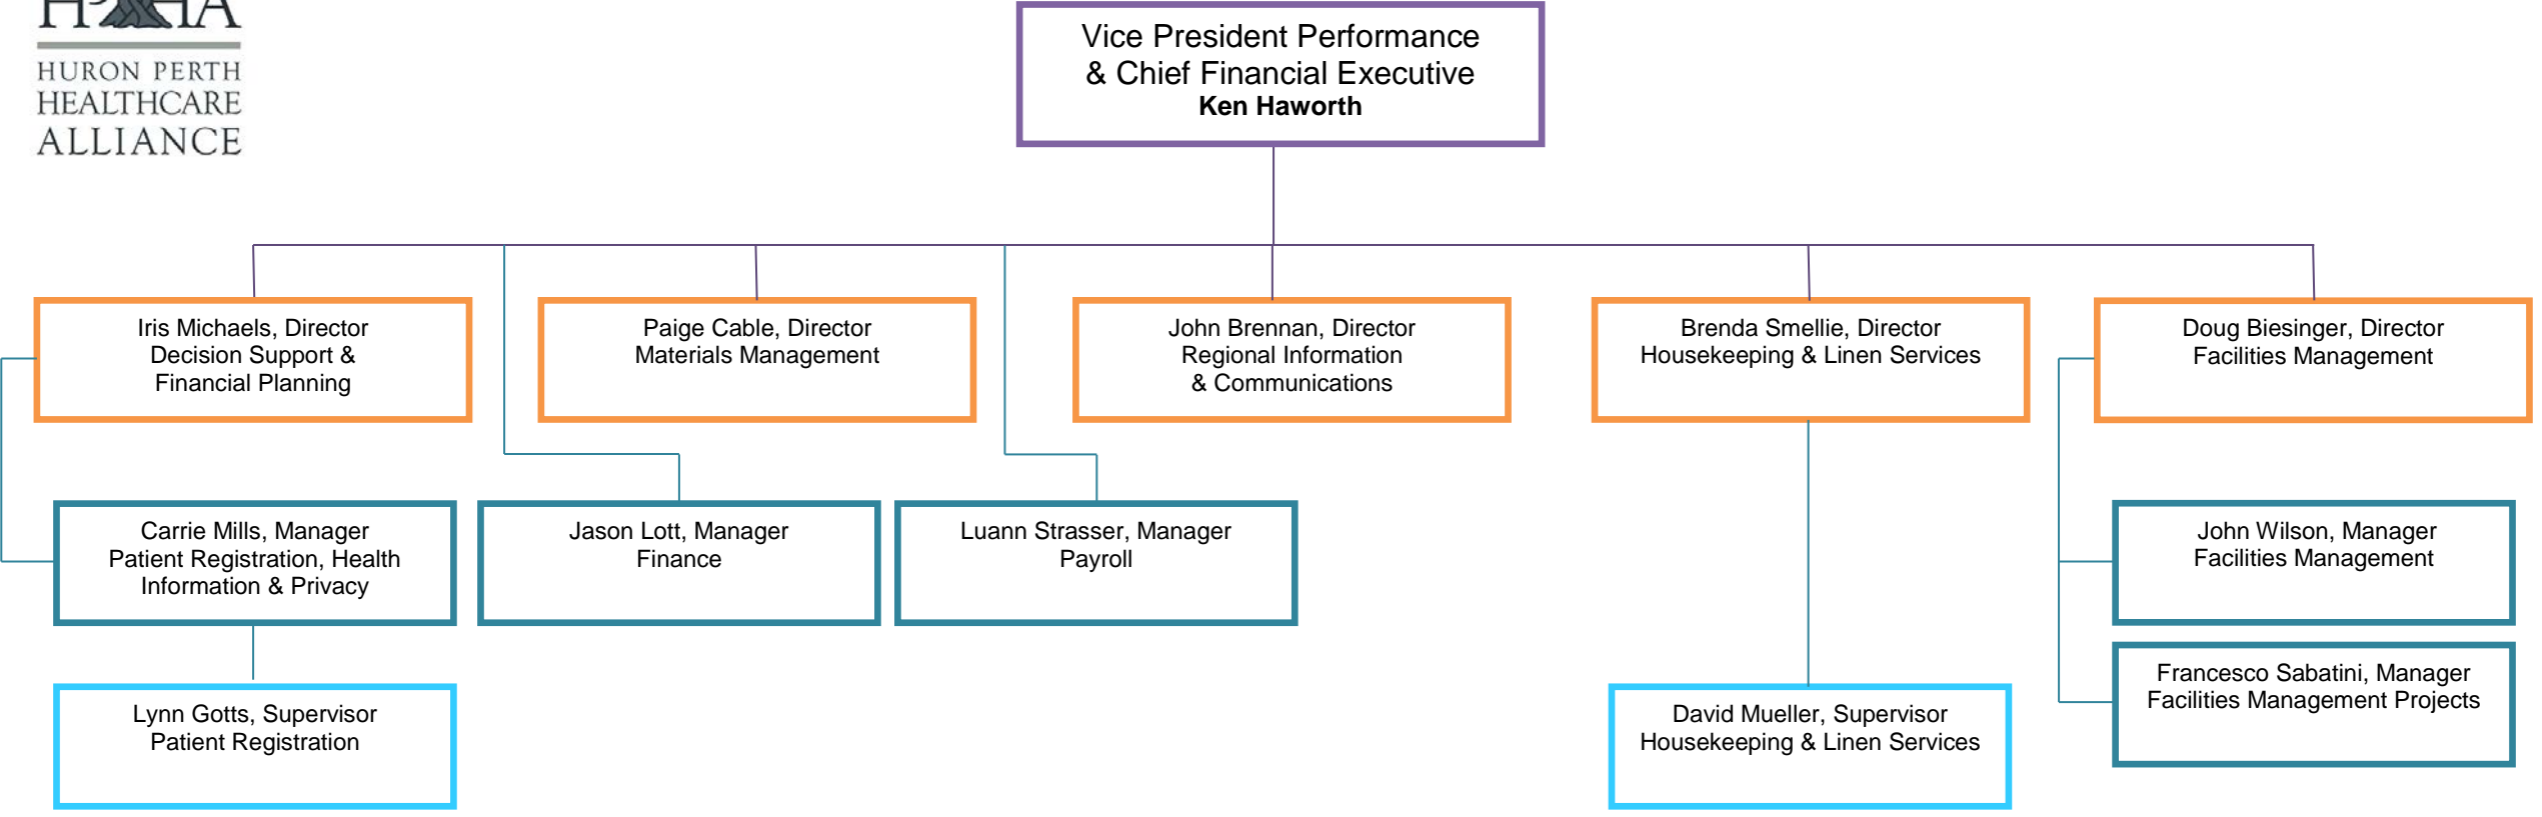 HURON PERTH
HEALTHCARE
ALLIANCE
Vice President Performance
& Chief Financial Executive
Ken Haworth
Iris Michaels, Director
Decision Support &
Financial Planning
Paige Cable, Director
Materials Management
John Brennan, Director
Regional Information
& Communications
Brenda Smellie, Director
Housekeeping & Linen Services
Doug Biesinger, Director
Facilities Management
Carrie Mills, Manager
Patient Registration, Health
Information & Privacy
Jason Lott, Manager
Finance
Luann Strasser, Manager
Payroll
John Wilson, Manager
Facilities Management
Francesco Sabatini, Manager
Facilities Management Projects
Lynn Gotts, Supervisor
Patient Registration
David Mueller, Supervisor
Housekeeping & Linen Services